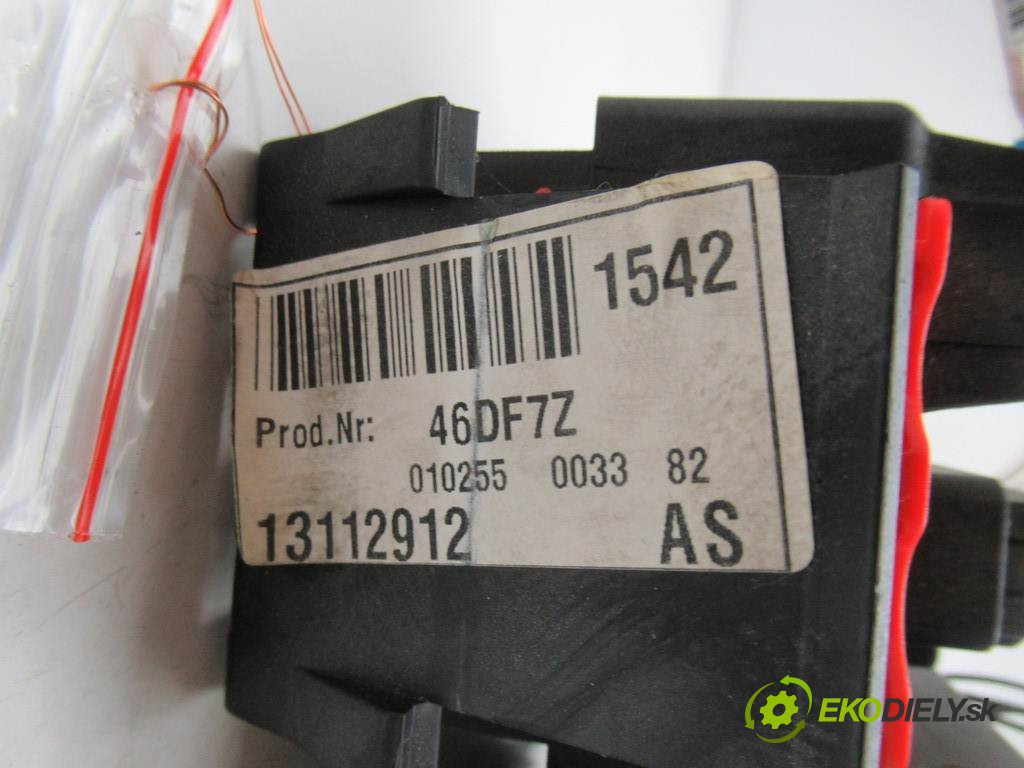 1542
Prod.Nr: 46DF7Z
010255 0033 82
13112912 AS
EKODIELY.sk